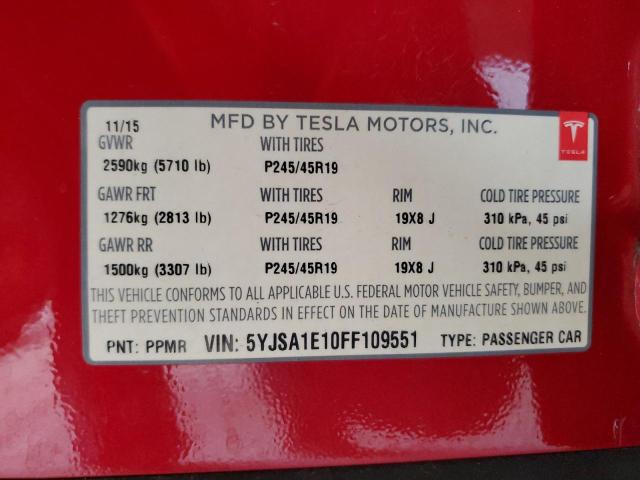 11/15 MFD BY TESLA MOTORS, INC.
TESLA
GVWR WITH TIRES
2590kg (5710 lb) P245/45R19
GAWR FRT WITH TIRES RIM COLD TIRE PRESSURE
1276kg (2813 lb) P245/45R19 19X8 J 310 kPa, 45 psi
GAWR RR WITH TIRES RIM COLD TIRE PRESSURE
1500kg (3307 lb) P245/45R19 19X8 J 310 kPa, 45 psi
THIS VEHICLE CONFORMS TO ALL APPLICABLE U.S. FEDERAL MOTOR VEHICLE SAFETY, BUMPER, AND
THEFT PREVENTION STANDARDS IN EFFECT ON THE DATE OF MANUFACTURE SHOWN ABOVE.
PNT: PPMR VIN: 5YJSA1E10FF109551 TYPE: PASSENGER CAR